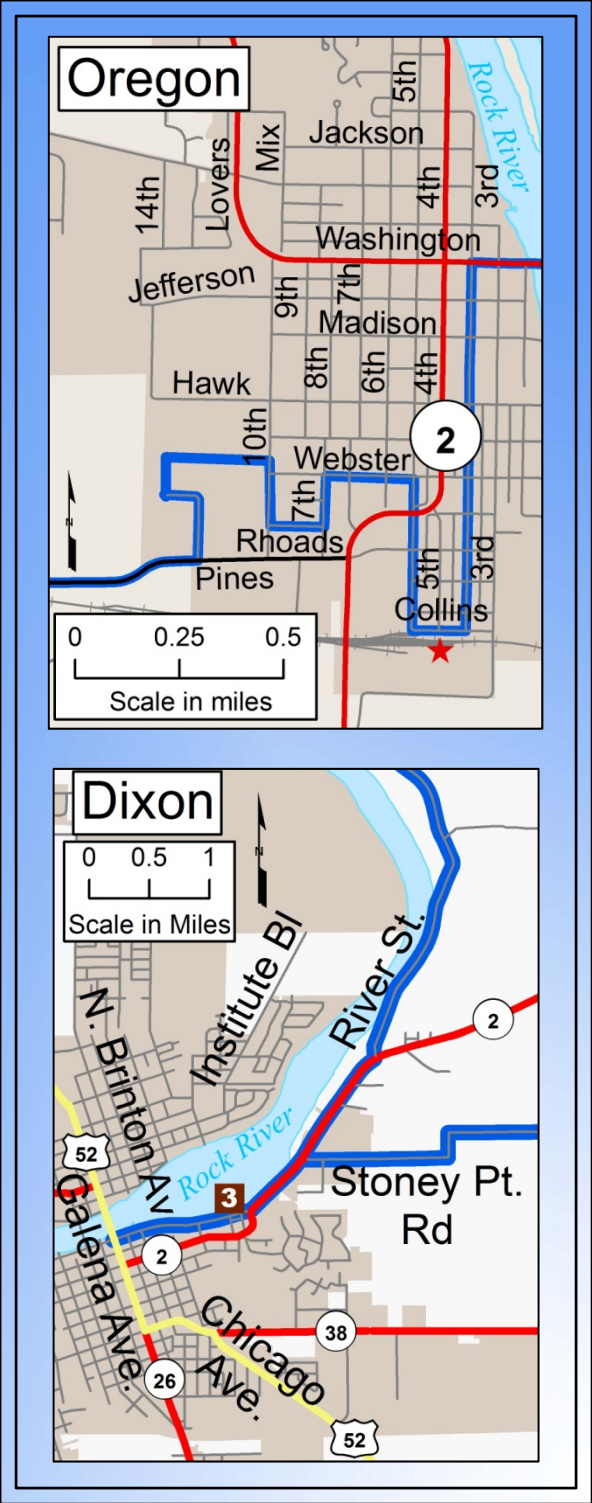 Oregon
Rock River
5th
Jackson
Mix
Lovers
14th
4th
3rd
Washington
Jefferson
9th
7th
Madison
8th
6th
4th
Hawk
2
10th
Webster
7th
Rhoads
5th
3rd
Pines
Collins
N
0 0.25 0.5
Scale in miles
Dixon
0 0.5 1
Scale in Miles
N
Institute Bl
River St.
2
N. Brinton Av
Rock River
52
3
Stoney Pt.
Rd
Galena Ave.
2
Chicago
Ave.
38
26
52